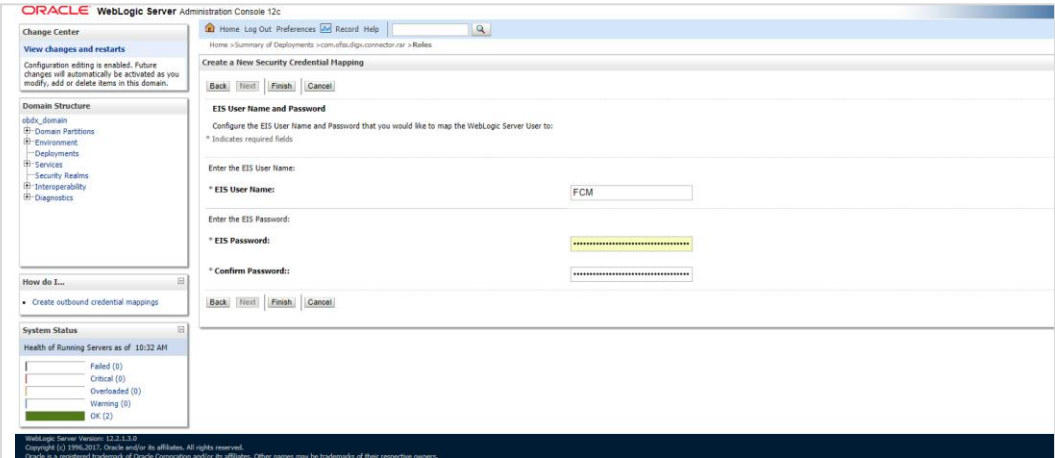 ORACLE WebLogic Server Administration Console 12c
Change Center
View changes and restarts
Configuration editing is enabled. Future
changes will automatically be activated as you
modify, add or delete items in this domain.
Domain Structure
obdx_domain
Domain Partitions
Environment
Deployments
Services
Security Realms
Interoperability
Diagnostics
How do I...
Create outbound credential mappings
System Status
Health of Running Servers as of 10:32 AM
Failed (0)
Critical (0)
Overloaded (0)
Warning (0)
OK (2)
Home Log Out Preferences Record Help
Home >Summary of Deployments >com.ofss.digx.connector.rar >Roles
Create a New Security Credential Mapping
Back Next Finish Cancel
EIS User Name and Password
Configure the EIS User Name and Password that you would like to map the WebLogic Server User to:
* Indicates required fields
Enter the EIS User Name:
* EIS User Name: FCM
Enter the EIS Password:
* EIS Password: 
* Confirm Password::
Back Next Finish Cancel
WebLogic Server Version: 12.2.1.3.0
Copyright (c) 1996,2017, Oracle and/or its affiliates. All rights reserved.
Oracle is a registered trademark of Oracle Corporation and/or its affiliates. Other names may be trademarks of their respective owners.